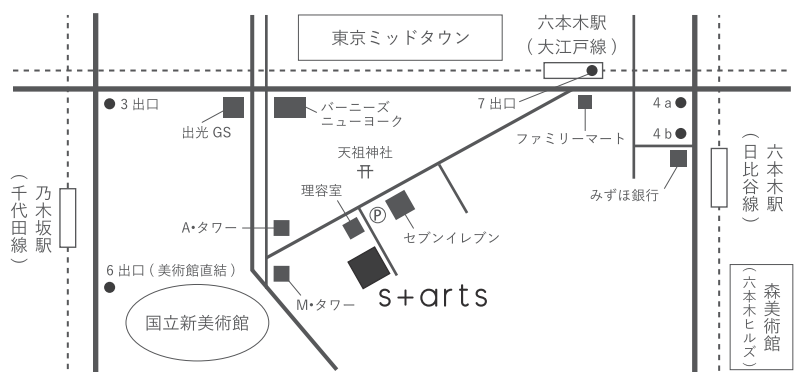 東京ミッドタウン
六本木駅
（大江戸線）
3 出口
出光 GS
バーニーズ
ニューヨーク
7 出口
ファミリーマート
4 a
4 b
みずほ銀行
六本木駅
（日比谷線）
天祖神社
理容室
P
セブンイレブン
A・タワー
乃木坂駅
（千代田線）
6 出口（美術館直結）
M・タワー
s+arts
国立新美術館
森美術館
（六本木ヒルズ）